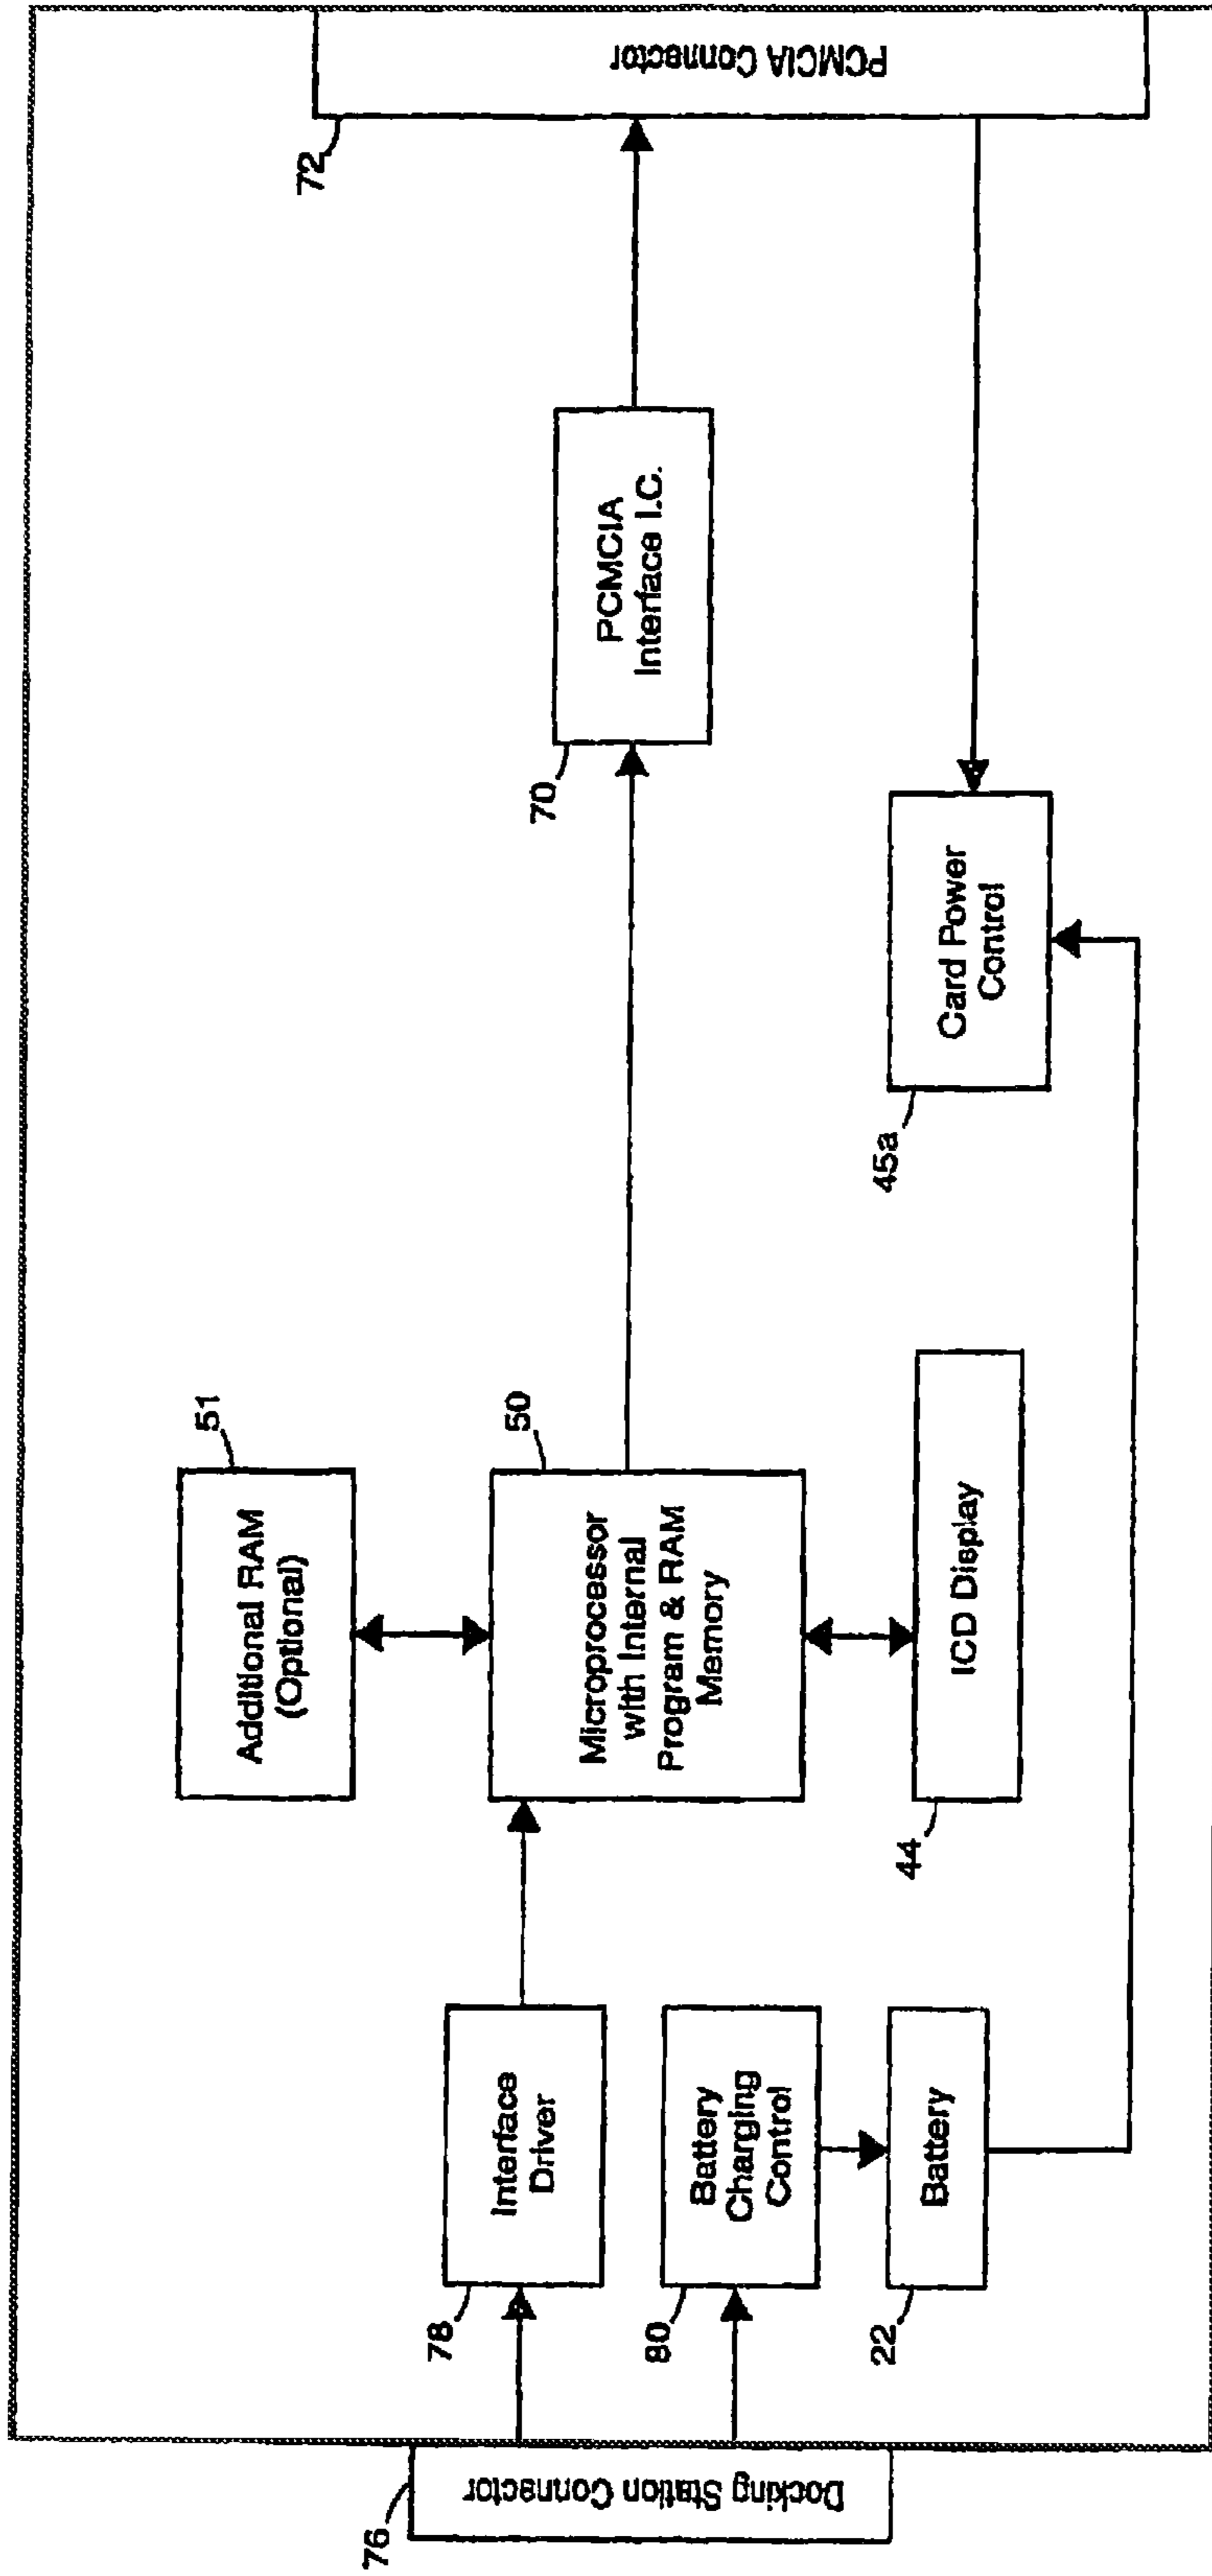 72
PCMCIA Connector
PCMCIA
Interface I.C.
70
Card Power
Control
45a
Additional RAM
(Optional)
51
Microprocessor
with Internal
Program & RAM
Memory
50
ICD Display
44
Interface
Driver
78
Battery
Charging
Control
80
Battery
22
76
Docking Station Connector